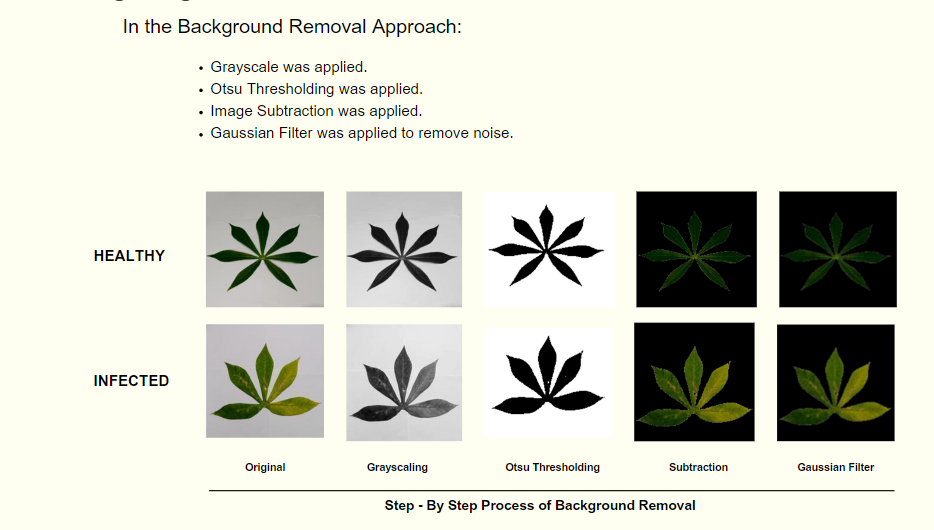 In the Background Removal Approach:
• Grayscale was applied.
• Otsu Thresholding was applied.
• Image Subtraction was applied.
• Gaussian Filter was applied to remove noise.
HEALTHY
INFECTED
Original Grayscaling Otsu Thresholding Subtraction Gaussian Filter
Step - By Step Process of Background Removal